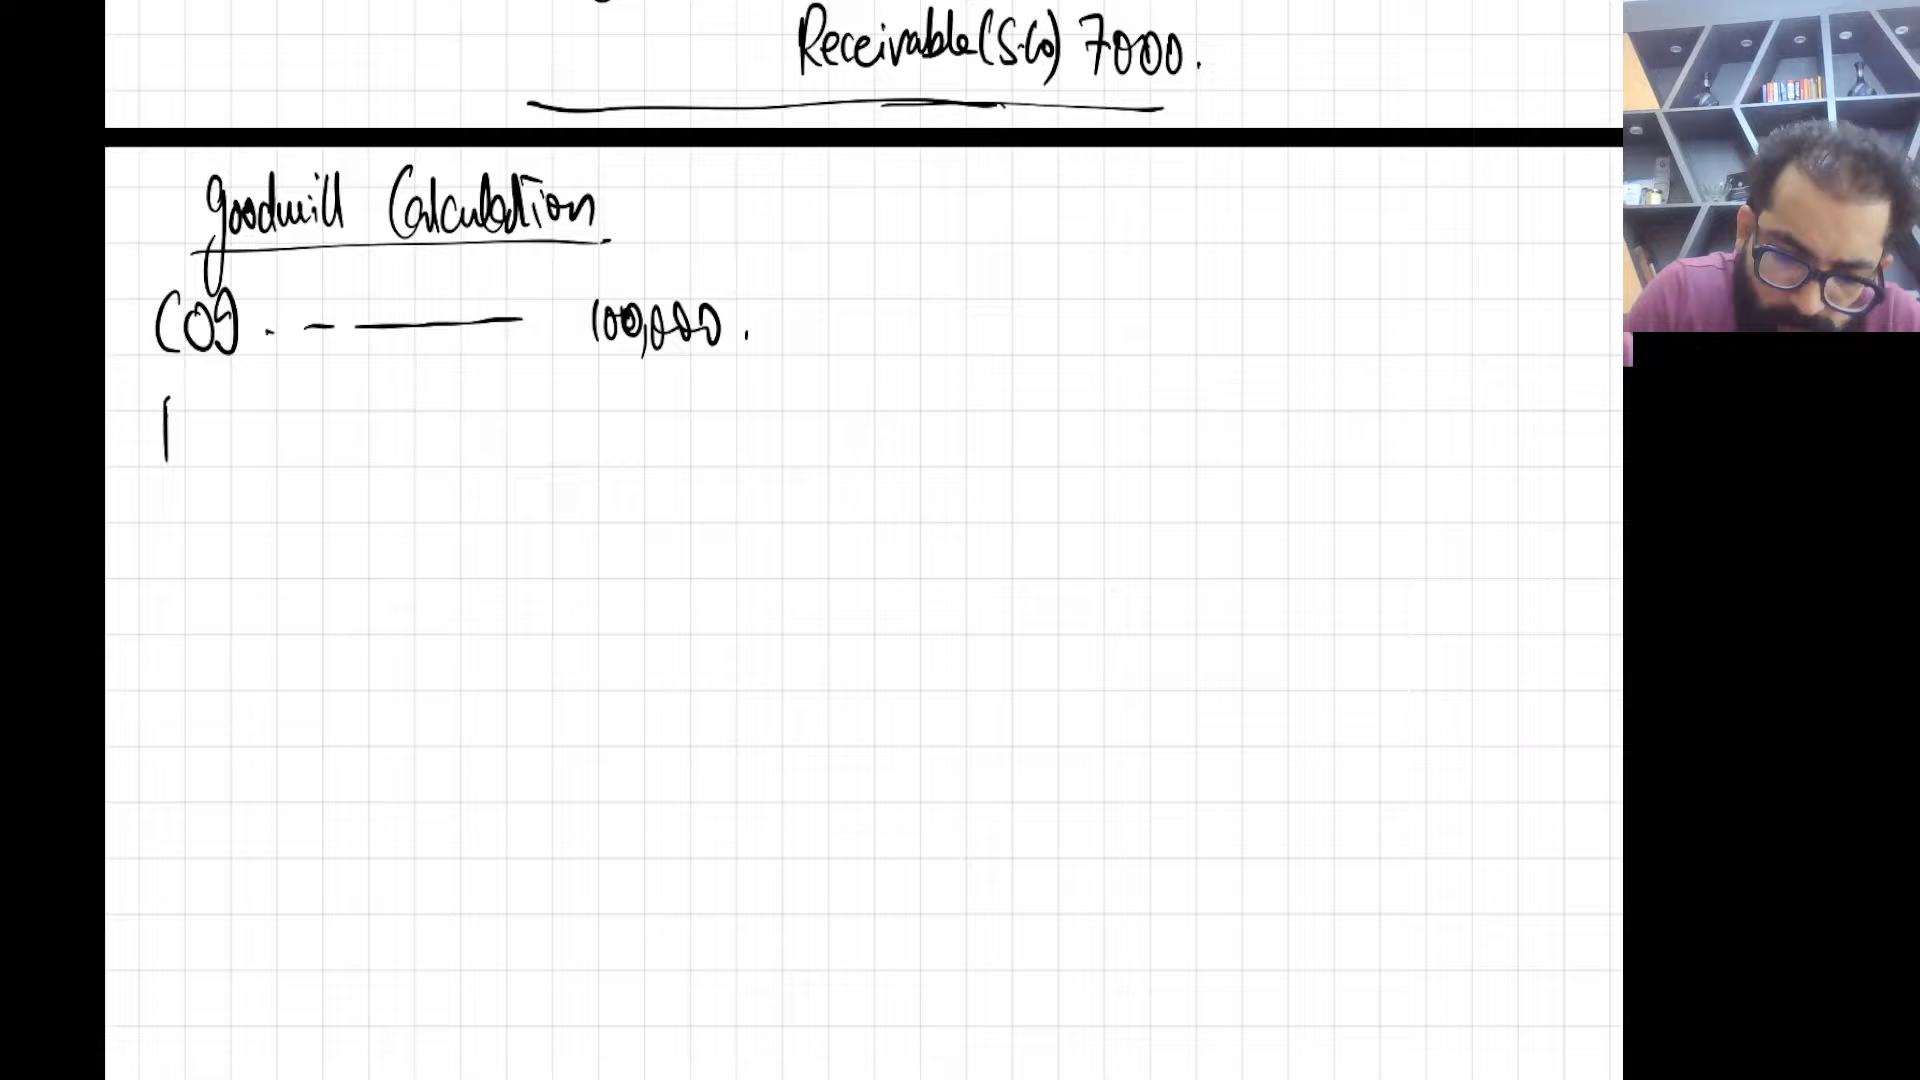 Receivable (S.Co) 7000.
Goodwill Calculation
COI. - — 100,000.